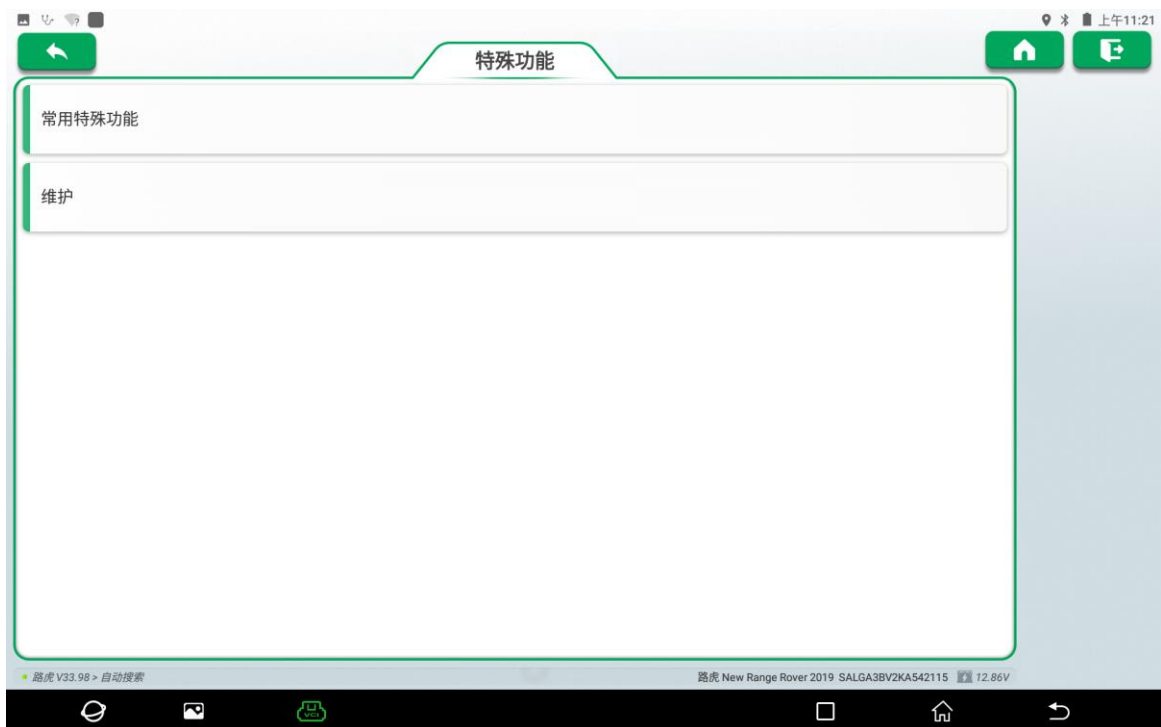 上午11:21
特殊功能
常用特殊功能
维护
路虎 V33.98 > 自动搜索
路虎 New Range Rover 2019 SALGA3BV2KA542115 12.86V
VCI